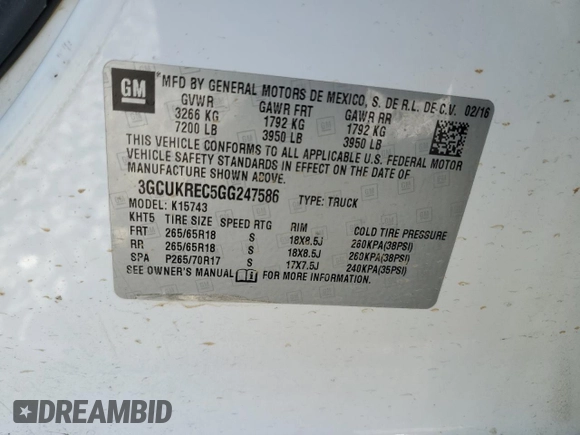 GM
MFD BY GENERAL MOTORS DE MEXICO, S. DE R.L. DE C.V. 02/16
GVWR GAWR FRT GAWR RR
3266 KG 1792 KG 1792 KG
7200 LB 3950 LB 3950 LB
THIS VEHICLE CONFORMS TO ALL APPLICABLE U.S. FEDERAL MOTOR
VEHICLE SAFETY STANDARDS IN EFFECT ON THE DATE OF
MANUFACTURE SHOWN ABOVE.
3GCUKREC5GG247586 TYPE: TRUCK
MODEL: K15743
KHT5 TIRE SIZE SPEED RTG RIM COLD TIRE PRESSURE
FRT 265/65R18 S 18X8.5J 260KPA(38PSI)
RR 265/65R18 S 18X8.5J 260KPA(38PSI)
SPA P265/70R17 S 17X7.5J 240KPA(35PSI)
SEE OWNER'S MANUAL FOR MORE INFORMATION
DREAMBID